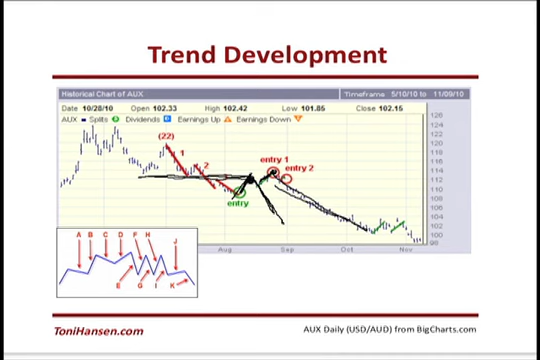 Trend Development
Historical Chart of AUX Timeframe 5/10/10 to 11/09/10
Date 10/28/10 Open 102.33 High 102.42 Low 101.85 Close 102.15
AUX Splits Dividends Earnings Up Earnings Down
126
124
122
120
118
116
114
112
110
108
106
104
102
100
98
(22)
1
2
entry 1
entry 2
entry
Aug Sep Oct Nov
A B C D F H
J
E G I K
ToniHansen.com
AUX Daily (USD/AUD) from BigCharts.com